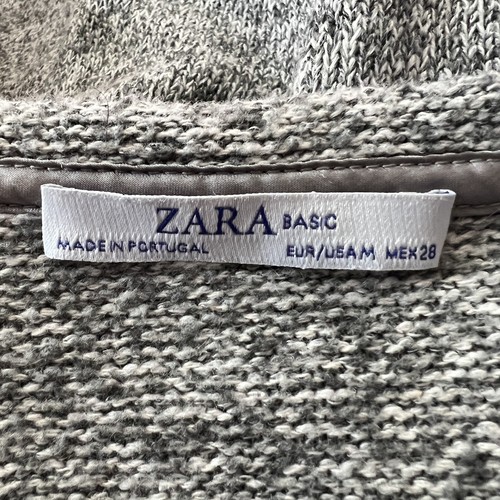 ZARA BASIC
MADE IN PORTUGAL EUR/USA M MEX 28